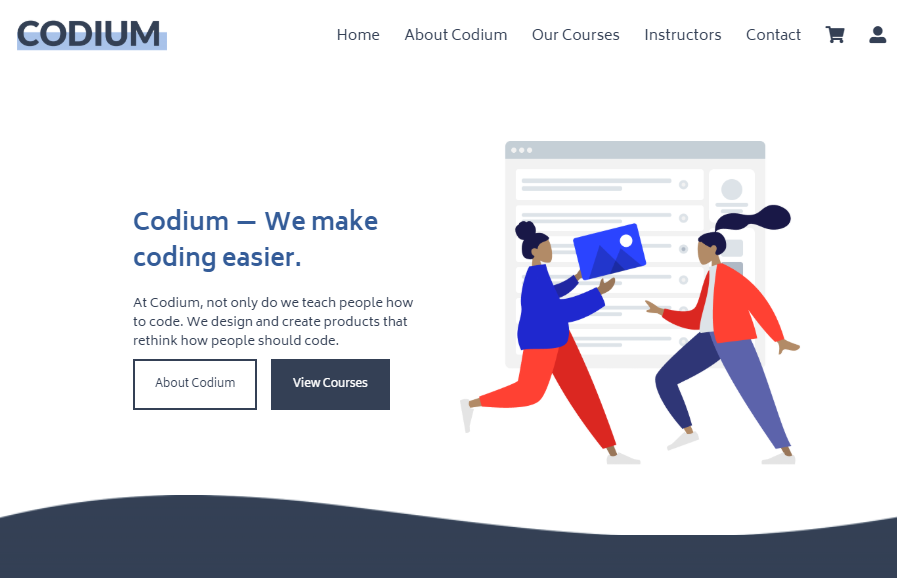 CODIUM
Home About Codium Our Courses Instructors Contact
Codium — We make
coding easier.
At Codium, not only do we teach people how
to code. We design and create products that
rethink how people should code.
About Codium View Courses